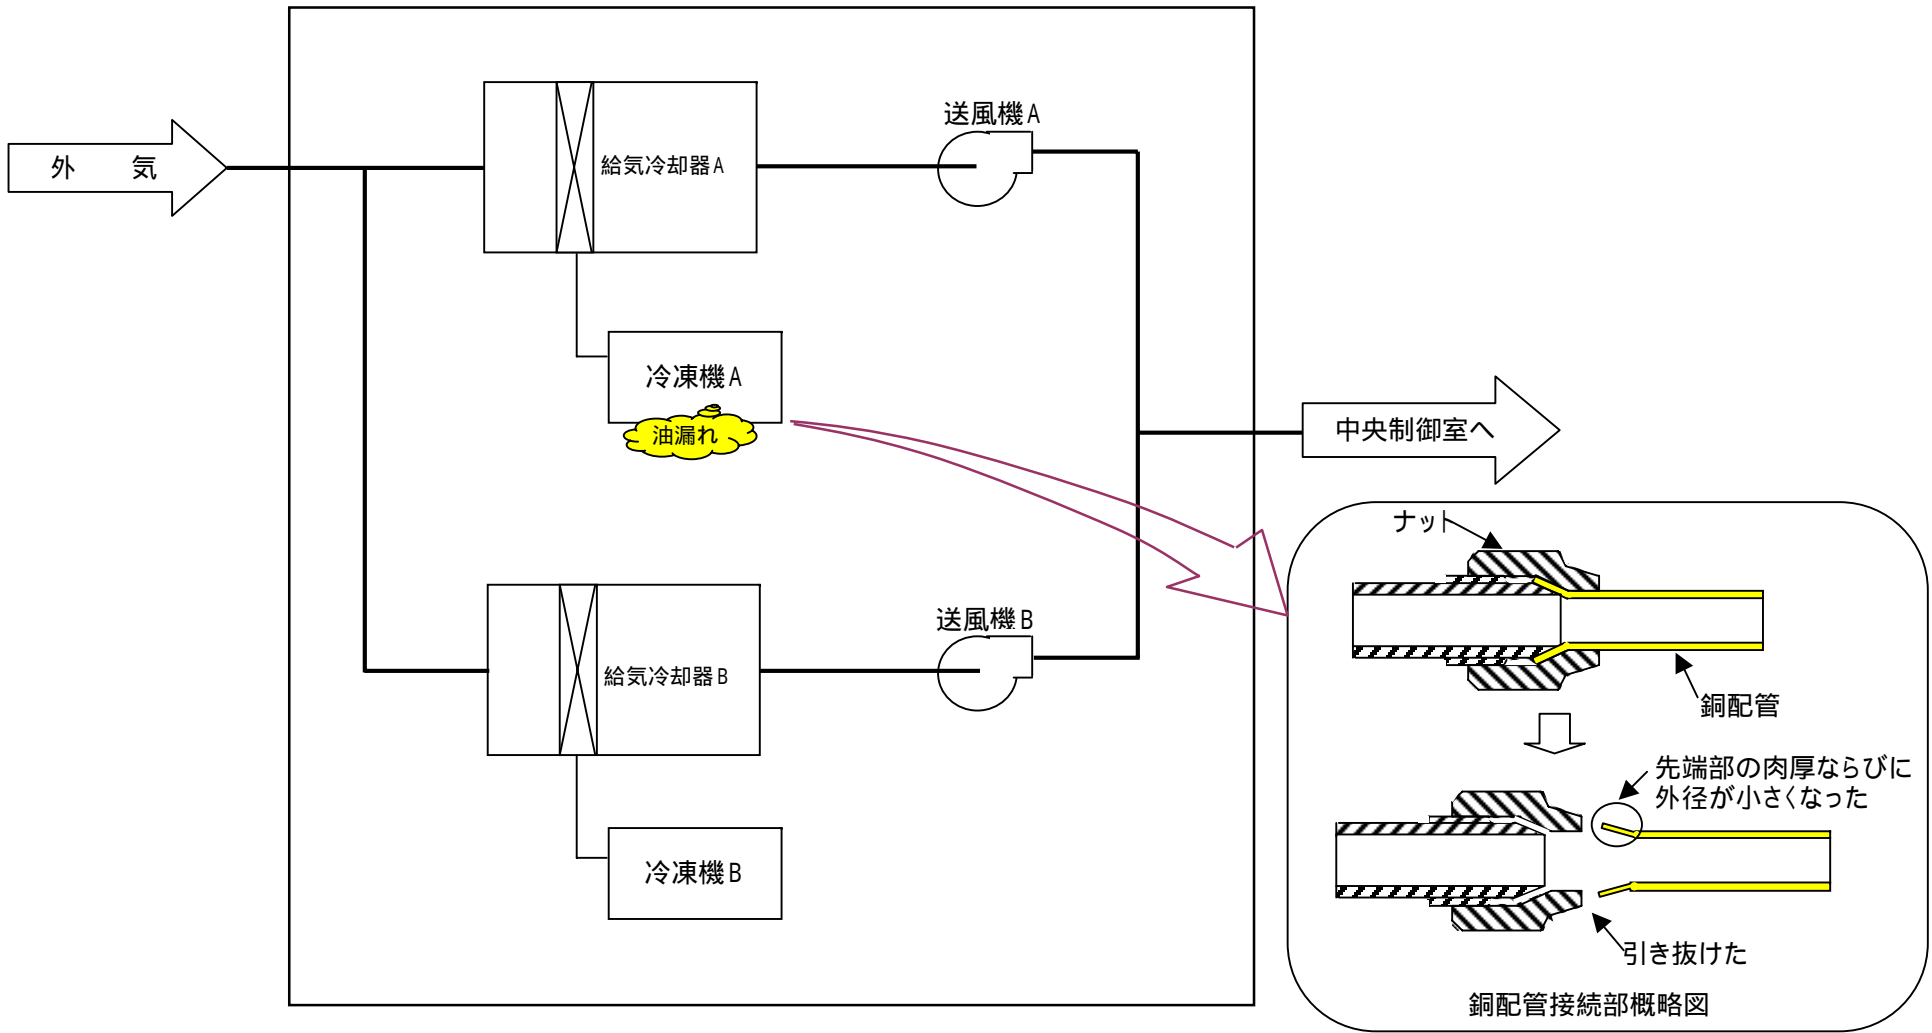 外　気
給気冷却器A
送風機A
冷凍機A
油漏れ
中央制御室へ
給気冷却器B
送風機B
冷凍機B
ナット
銅配管
先端部の肉厚ならびに
外径が小さくなった
引き抜けた
銅配管接続部概略図